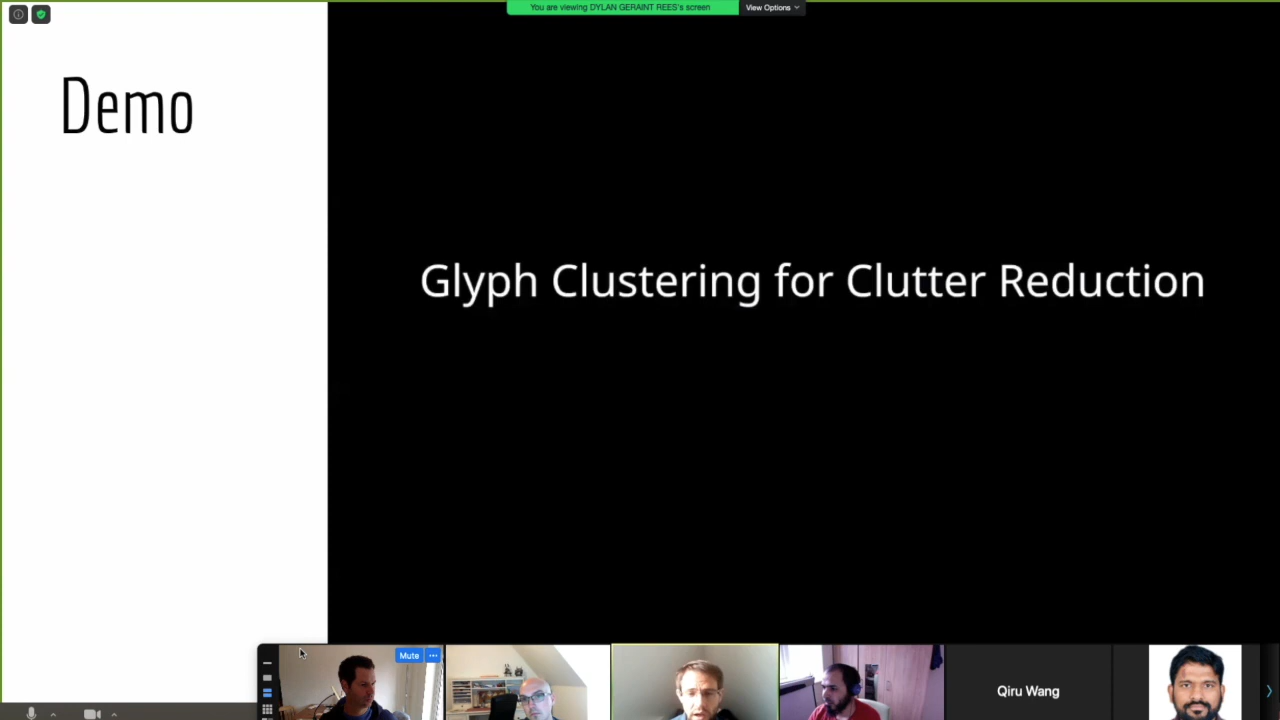 You are viewing DYLAN GERAINT REES's screen
View Options
Demo
Glyph Clustering for Clutter Reduction
Mute
Qiru Wang